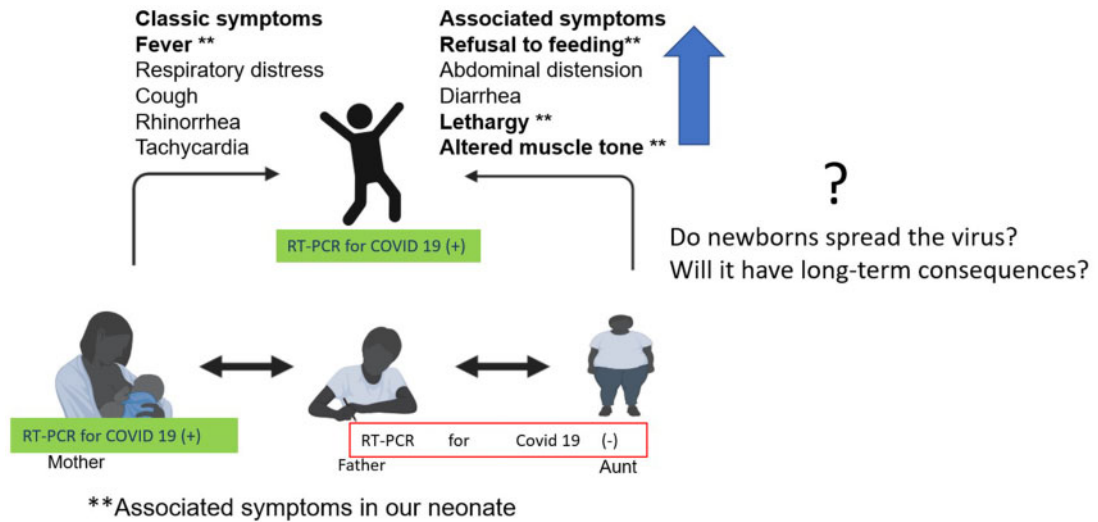 Classic symptoms
Fever **
Respiratory distress
Cough
Rhinorrhea
Tachycardia
Associated symptoms
Refusal to feeding**
Abdominal distension
Diarrhea
Lethargy **
Altered muscle tone **
RT-PCR for COVID 19 (+)
?
Do newborns spread the virus?
Will it have long-term consequences?
RT-PCR for COVID 19 (+)
Mother
RT-PCR for Covid 19 (-)
Father
Aunt
**Associated symptoms in our neonate